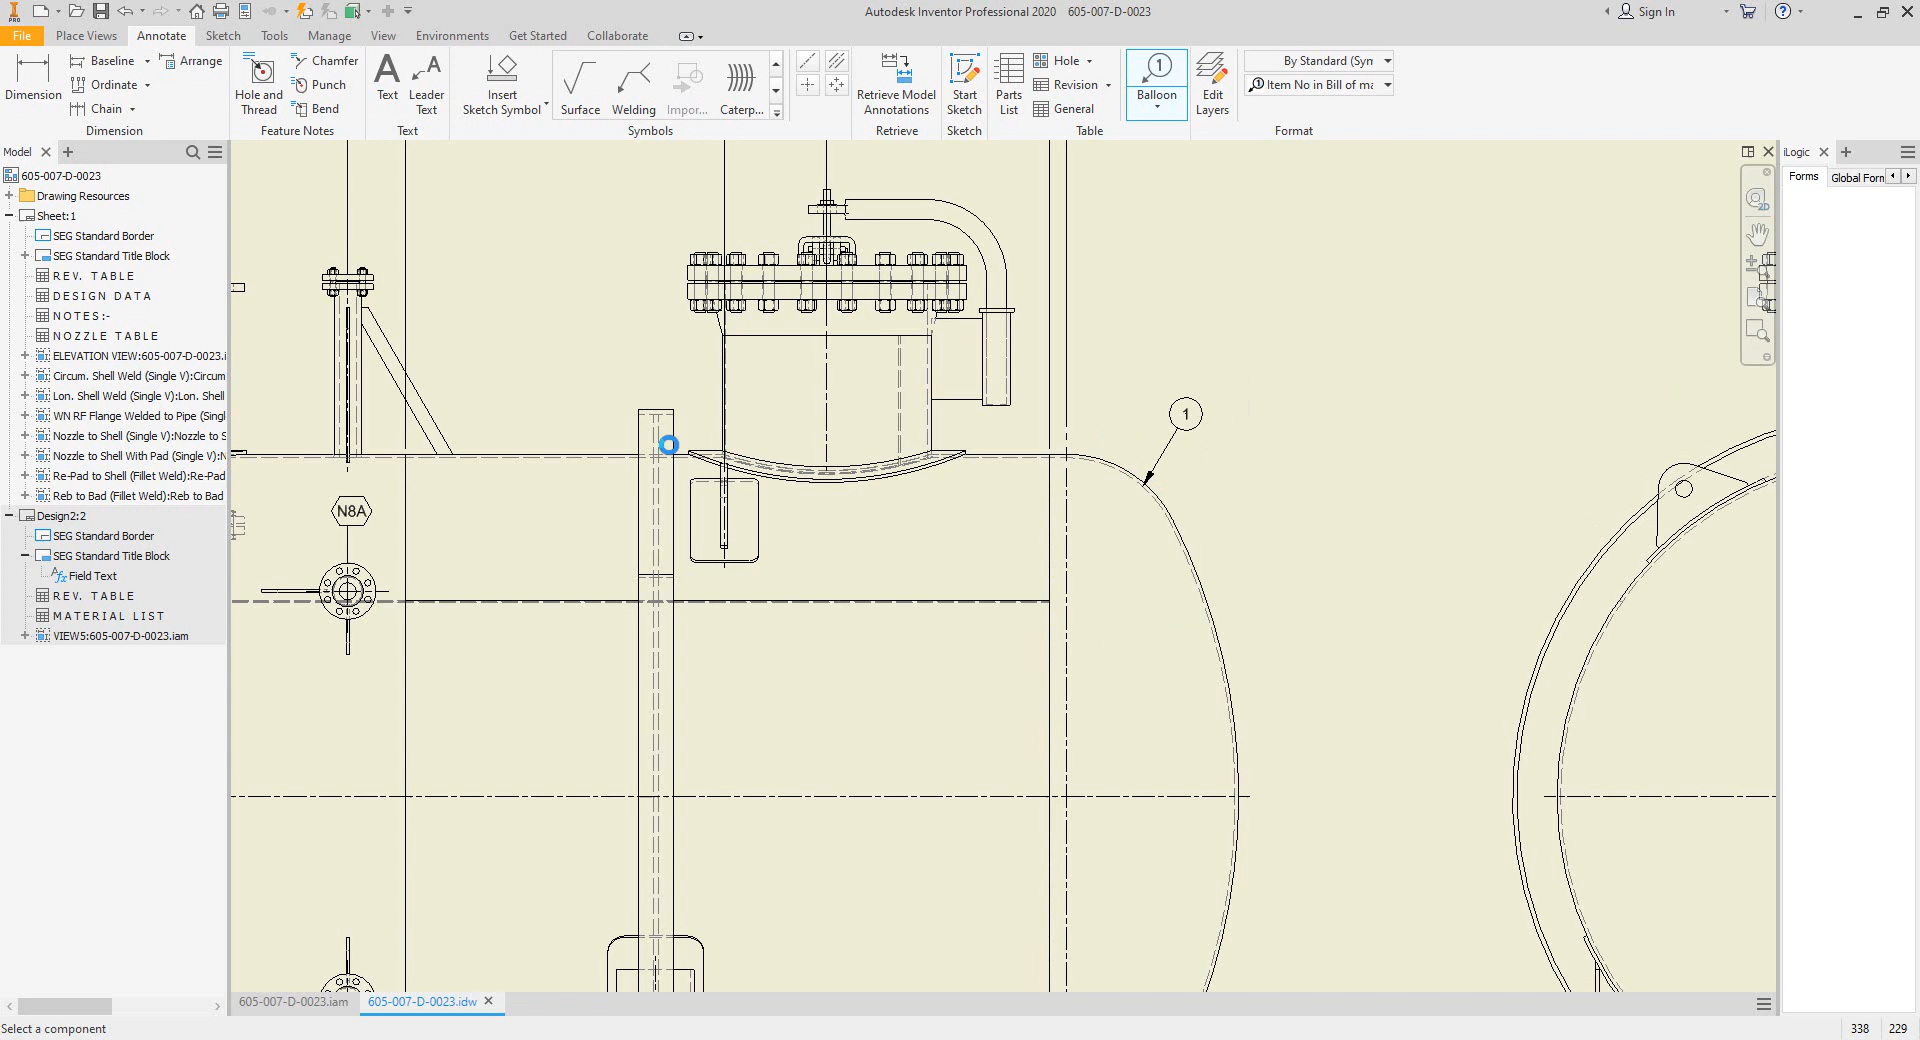 PRO
Autodesk Inventor Professional 2020 605-007-D-0023
Sign In
File Place Views Annotate Sketch Tools Manage View Environments Get Started Collaborate
Dimension
Baseline
Ordinate
Chain
Arrange
Dimension
Hole and Thread
Chamfer
Punch
Bend
Feature Notes
Text
Leader Text
Text
Insert Sketch Symbol
Surface
Welding
Impor...
Caterp...
Symbols
Retrieve Model Annotations
Retrieve
Start Sketch
Sketch
Parts List
Hole
Revision
General
Table
1
Balloon
Edit Layers
By Standard (Syn
Item No in Bill of ma
Format
Model
605-007-D-0023
Drawing Resources
Sheet:1
SEG Standard Border
SEG Standard Title Block
REV. TABLE
DESIGN DATA
NOTES:-
NOZZLE TABLE
ELEVATION VIEW:605-007-D-0023.i
Circum. Shell Weld (Single V):Circum
Lon. Shell Weld (Single V):Lon. Shell
WN RF Flange Welded to Pipe (Singl
Nozzle to Shell (Single V):Nozzle to S
Nozzle to Shell With Pad (Single V):N
Re-Pad to Shell (Fillet Weld):Re-Pad
Reb to Bad (Fillet Weld):Reb to Bad
Design2:2
SEG Standard Border
SEG Standard Title Block
fx Field Text
REV. TABLE
MATERIAL LIST
VIEW5:605-007-D-0023.iam
N8A
1
2D
iLogic
Forms Global Forn
605-007-D-0023.iam 605-007-D-0023.idw
Select a component
338 229